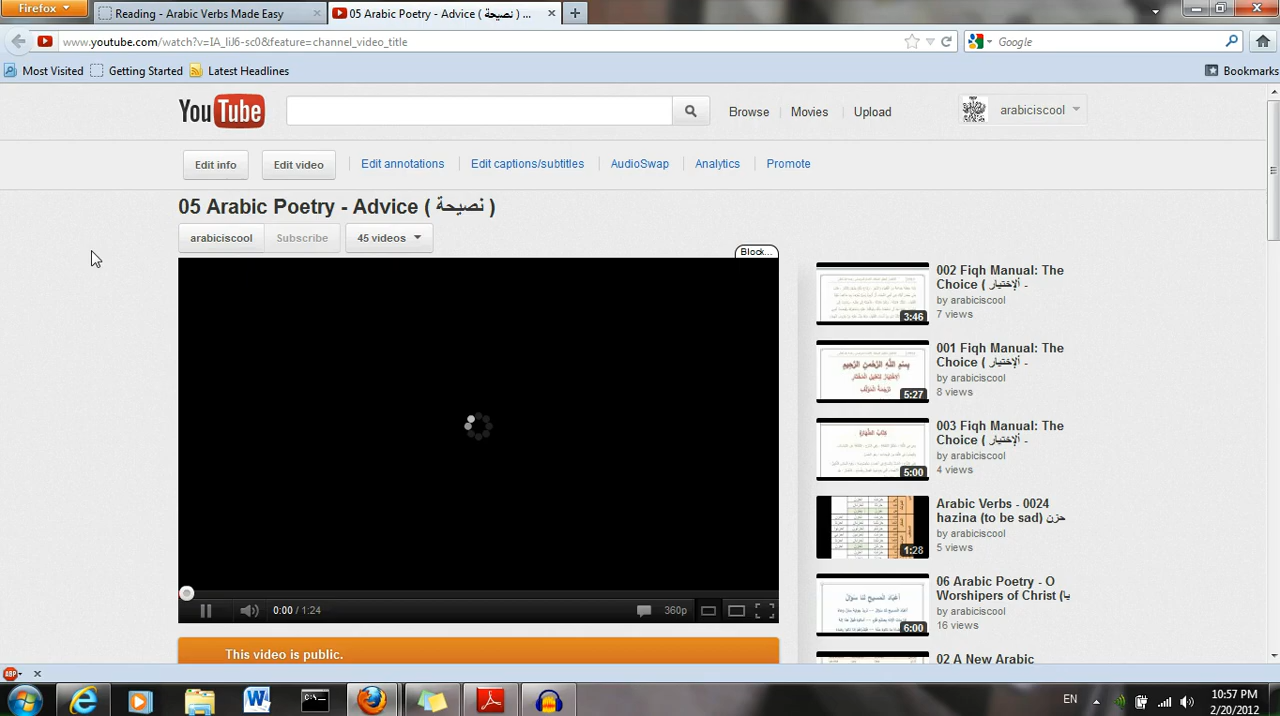 Firefox
Reading - Arabic Verbs Made Easy
05 Arabic Poetry - Advice ( نصيحة ) ...
www.youtube.com/watch?v=IA_liJ6-sc0&feature=channel_video_title
Google
Most Visited
Getting Started
Latest Headlines
Bookmarks
YouTube
Browse
Movies
Upload
arabiciscool
Edit info
Edit video
Edit annotations
Edit captions/subtitles
AudioSwap
Analytics
Promote
05 Arabic Poetry - Advice ( نصيحة )
arabiciscool
Subscribe
45 videos
Block...
0:00 / 1:24
360p
This video is public.
3:46
002 Fiqh Manual: The
Choice ( الإختيار -
by arabiciscool
7 views
بسم الله الرحمن الرحيم
5:27
001 Fiqh Manual: The
Choice ( الإختيار -
by arabiciscool
8 views
5:00
003 Fiqh Manual: The
Choice ( الإختيار -
by arabiciscool
4 views
1:28
Arabic Verbs - 0024
hazina (to be sad) حزن
by arabiciscool
5 views
6:00
06 Arabic Poetry - O
Worshipers of Christ (يا
by arabiciscool
16 views
02 A New Arabic
ABP
EN
10:57 PM
2/20/2012